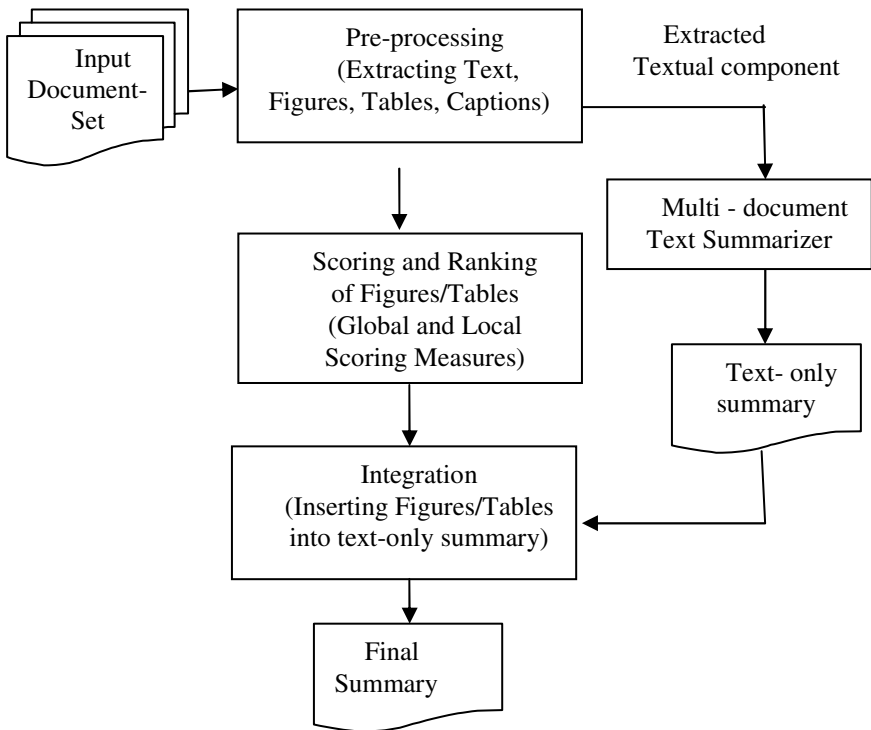 Input
Document-
Set
Pre-processing
(Extracting Text,
Figures, Tables, Captions)
Extracted
Textual component
Multi - document
Text Summarizer
Scoring and Ranking
of Figures/Tables
(Global and Local
Scoring Measures)
Text- only
summary
Integration
(Inserting Figures/Tables
into text-only summary)
Final
Summary